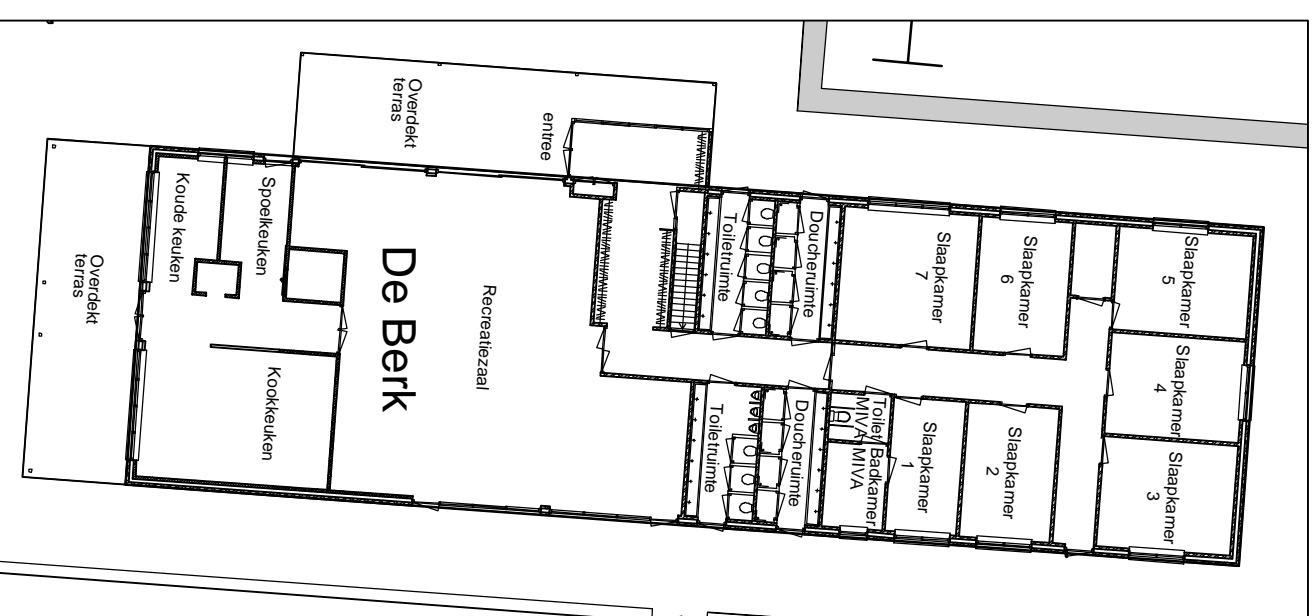 Overdekt
terras
entree
Koude keuken
Spoelkeuken
Kookkeuken
Overdekt
terras
De Berk
Recreatiezaal
Toiletruimte
Doucheruimte
Slaapkamer
7
Slaapkamer
6
Slaapkamer
5
Slaapkamer
4
Slaapkamer
3
Slaapkamer
2
Slaapkamer
1
Toilet/
MIVA
Badkamer
MIVA
Doucheruimte
Toiletruimte